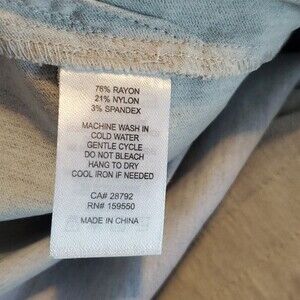 76% RAYON
21% NYLON
3% SPANDEX
MACHINE WASH IN
COLD WATER
GENTLE CYCLE
DO NOT BLEACH
HANG TO DRY
COOL IRON IF NEEDED
CA# 28792
RN# 159550
MADE IN CHINA